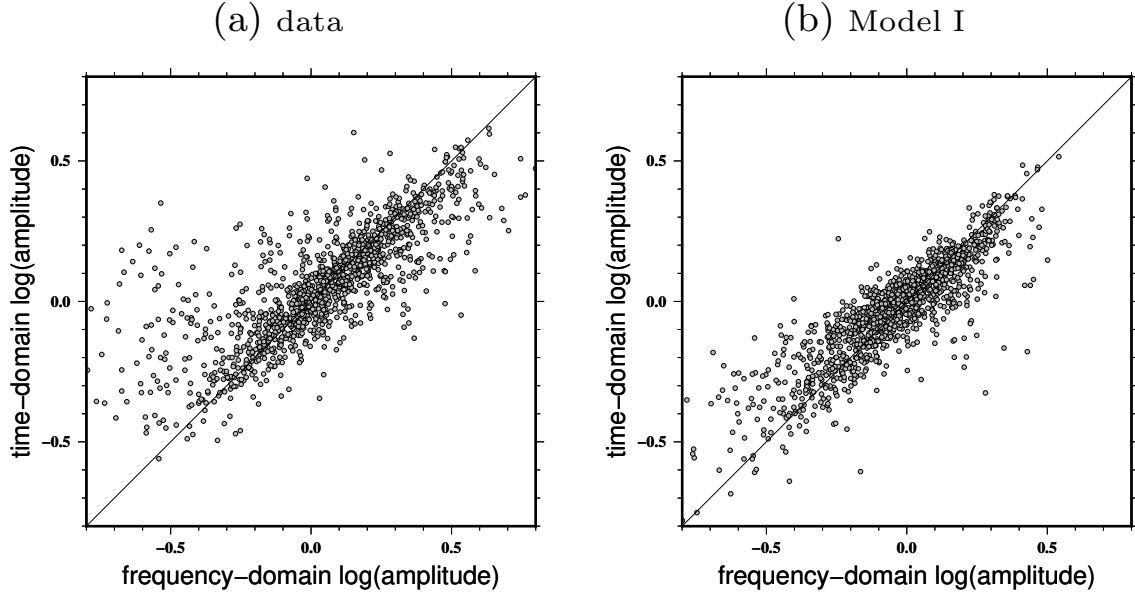 (a) data
(b) Model I
time−domain log(amplitude)
0.5
0.0
−0.5
−0.5 0.0 0.5
frequency−domain log(amplitude)
time−domain log(amplitude)
0.5
0.0
−0.5
−0.5 0.0 0.5
frequency−domain log(amplitude)